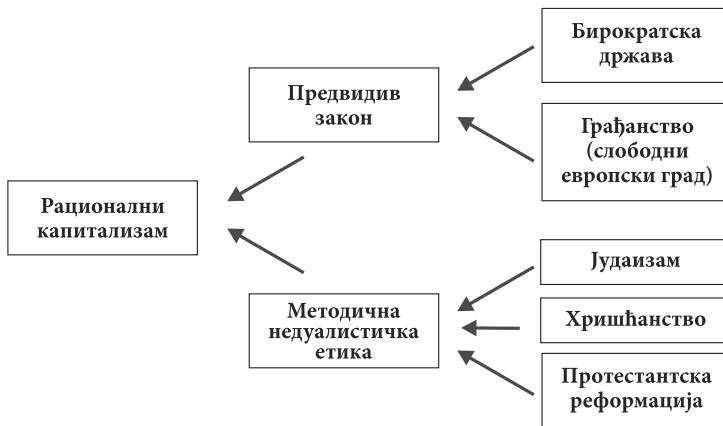 Бирократска
држава
Предвидив
закон
Грађанство
(слободни
европски град)
Рационални
капитализам
Јудаизам
Методична
недуалистичка
етика
Хришћанство
Протестантска
реформација